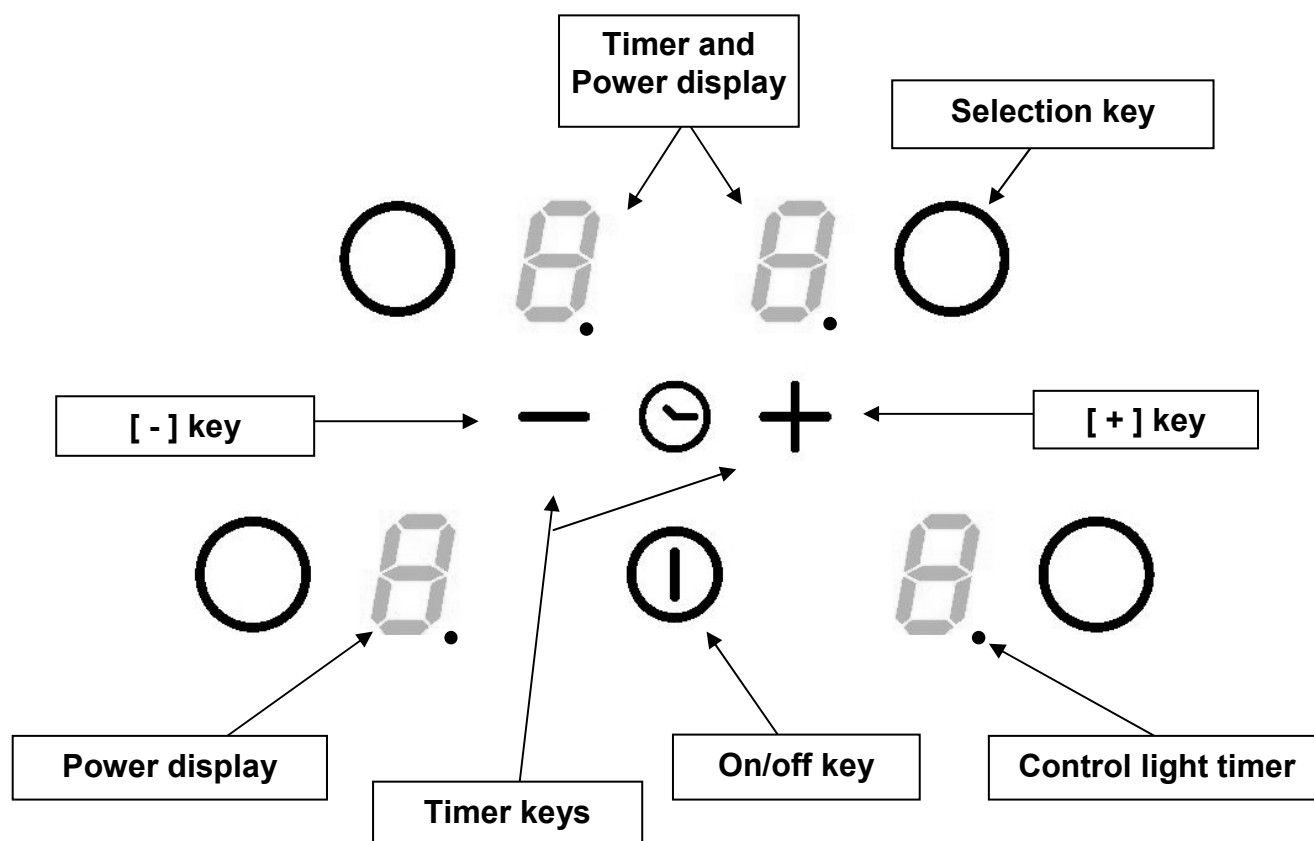 Timer and
Power display
Selection key
[ - ] key
[ + ] key
Power display
On/off key
Control light timer
Timer keys